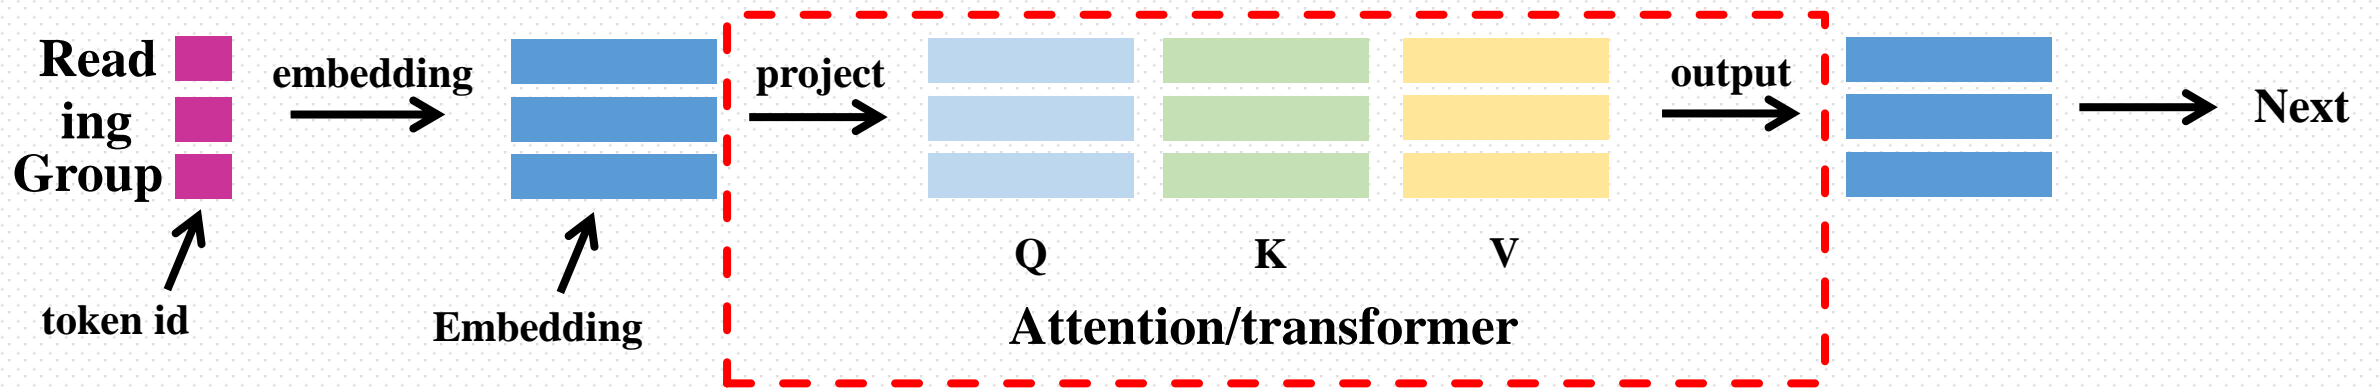 Read
ing
Group
token id
embedding
Embedding
project
Q
K
V
Attention/transformer
output
Next